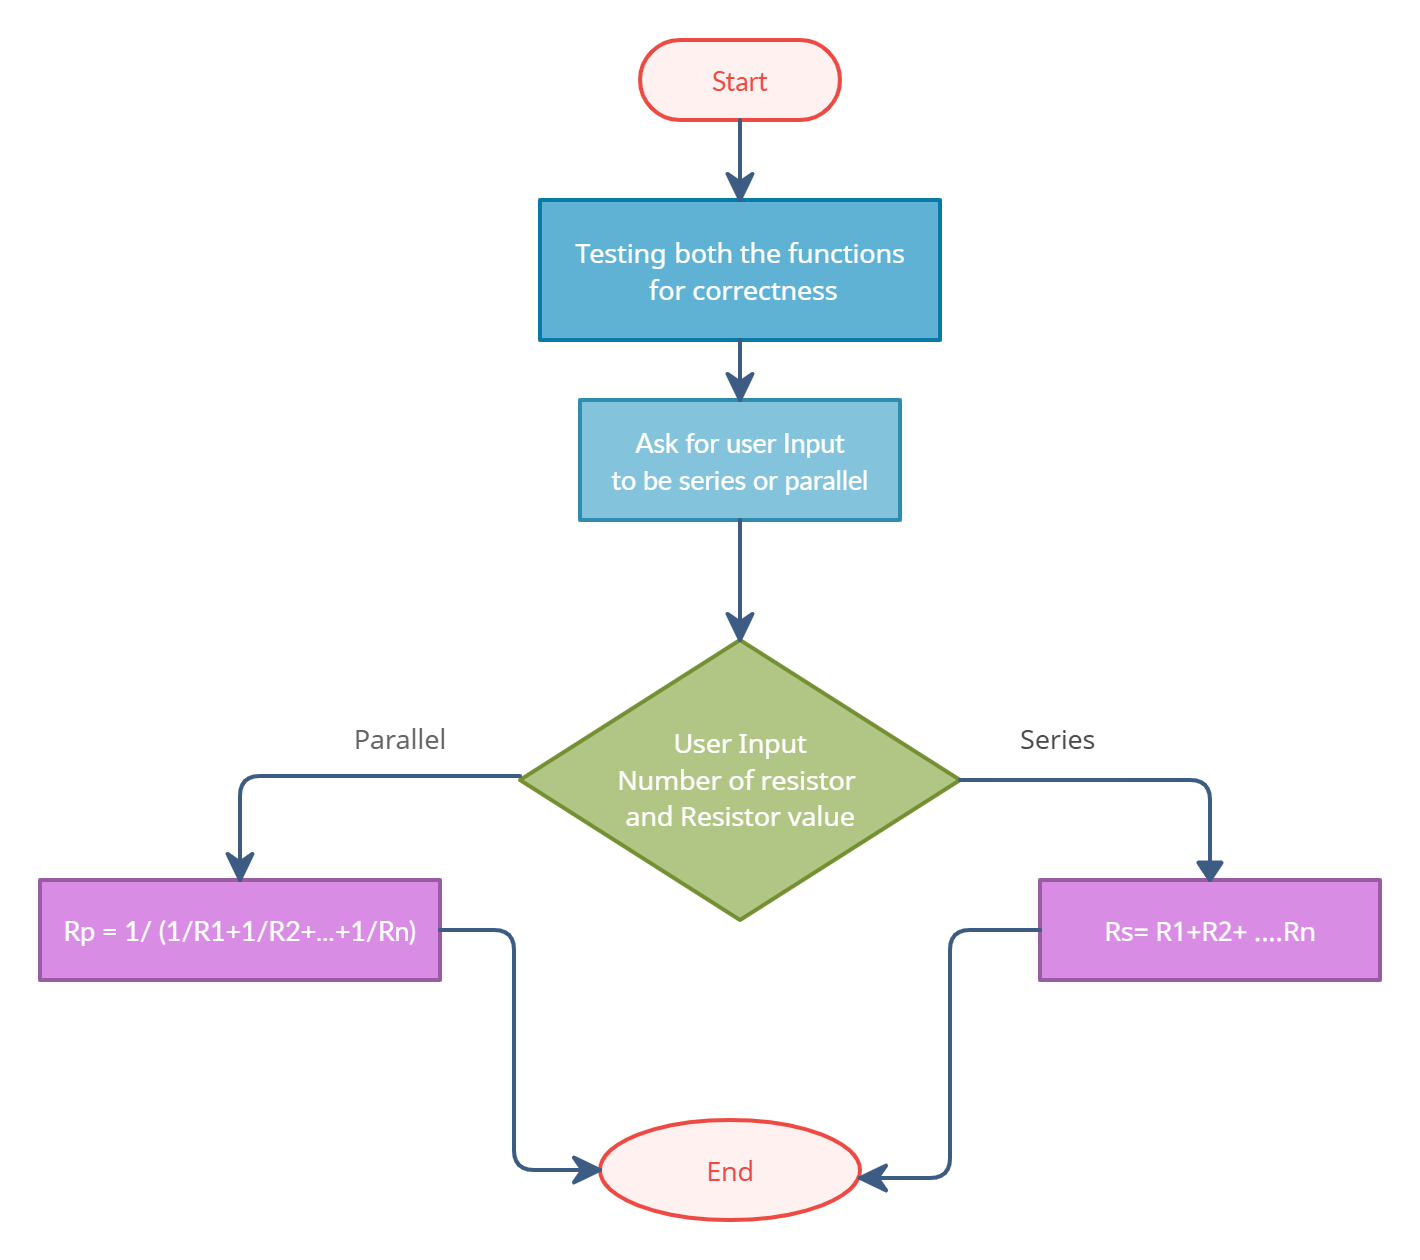 Start
Testing both the functions
for correctness
Ask for user Input
to be series or parallel
User Input
Number of resistor
and Resistor value
Parallel
Series
Rp = 1/ (1/R1+1/R2+...+1/Rn)
Rs= R1+R2+ ....Rn
End